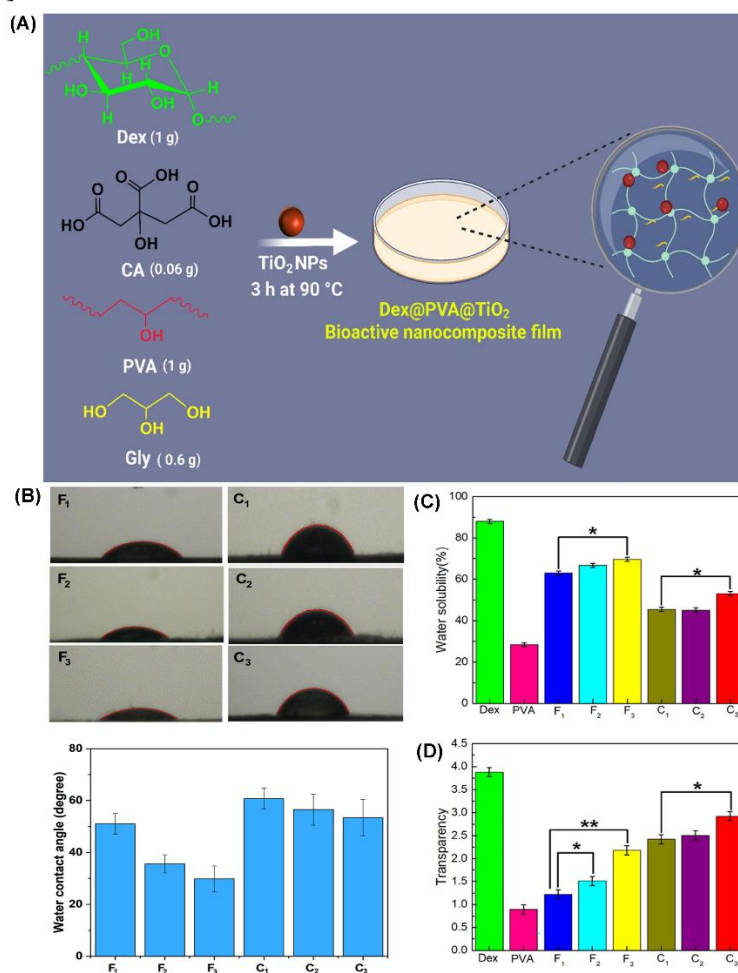 (A)
H
OH
O
H
H
HO
H
OH
H
O
Dex (1 g)
O
OH
O
O
HO
OH
OH
CA (0.06 g)
OH
PVA (1 g)
HO
OH
OH
Gly ( 0.6 g)
TiO₂ NPs
3 h at 90 °C
Dex@PVA@TiO₂
Bioactive nanocomposite film
(B)
F₁
C₁
F₂
C₂
F₃
C₃
Water contact angle (degree)
80
60
40
20
0
F₁ F₂ F₃ C₁ C₂ C₃
(C)
Water solubility(%)
100
80
60
40
20
0
*
*
Dex PVA F₁ F₂ F₃ C₁ C₂ C₃
(D)
Transparency
4.5
4.0
3.5
3.0
2.5
2.0
1.5
1.0
0.5
0.0
**
*
*
Dex PVA F₁ F₂ F₃ C₁ C₂ C₃